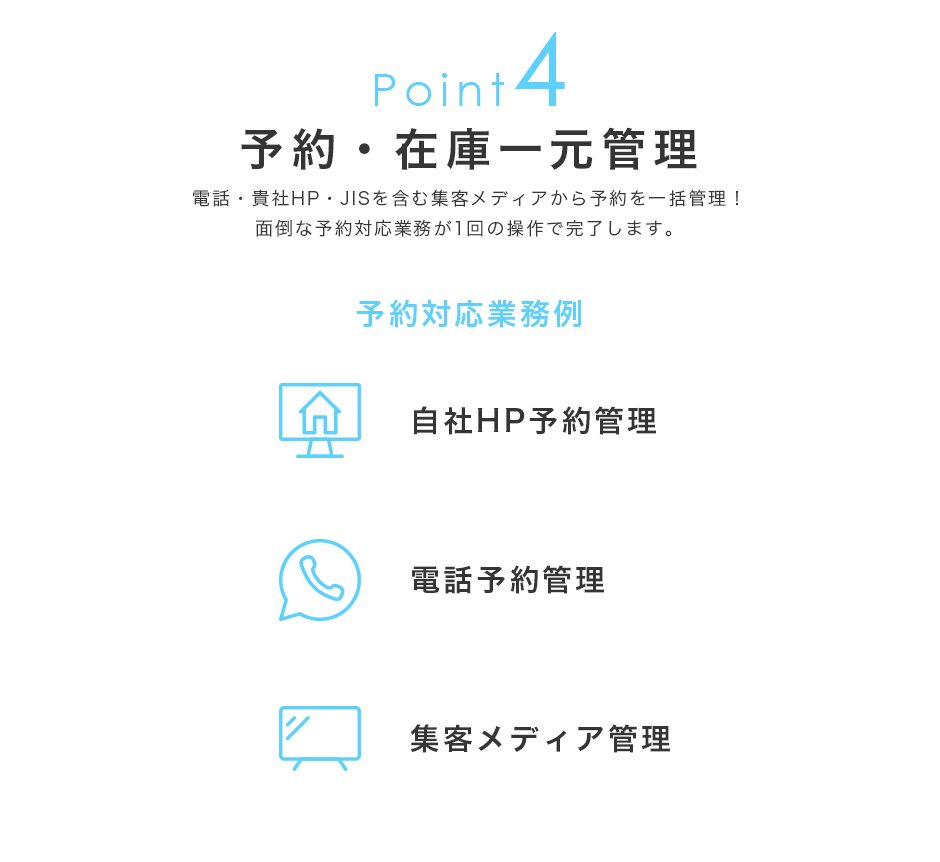 Point4
予約・在庫一元管理
電話・貴社HP・JISを含む集客メディアから予約を一括管理！
面倒な予約対応業務が1回の操作で完了します。
予約対応業務例
自社HP予約管理
電話予約管理
集客メディア管理